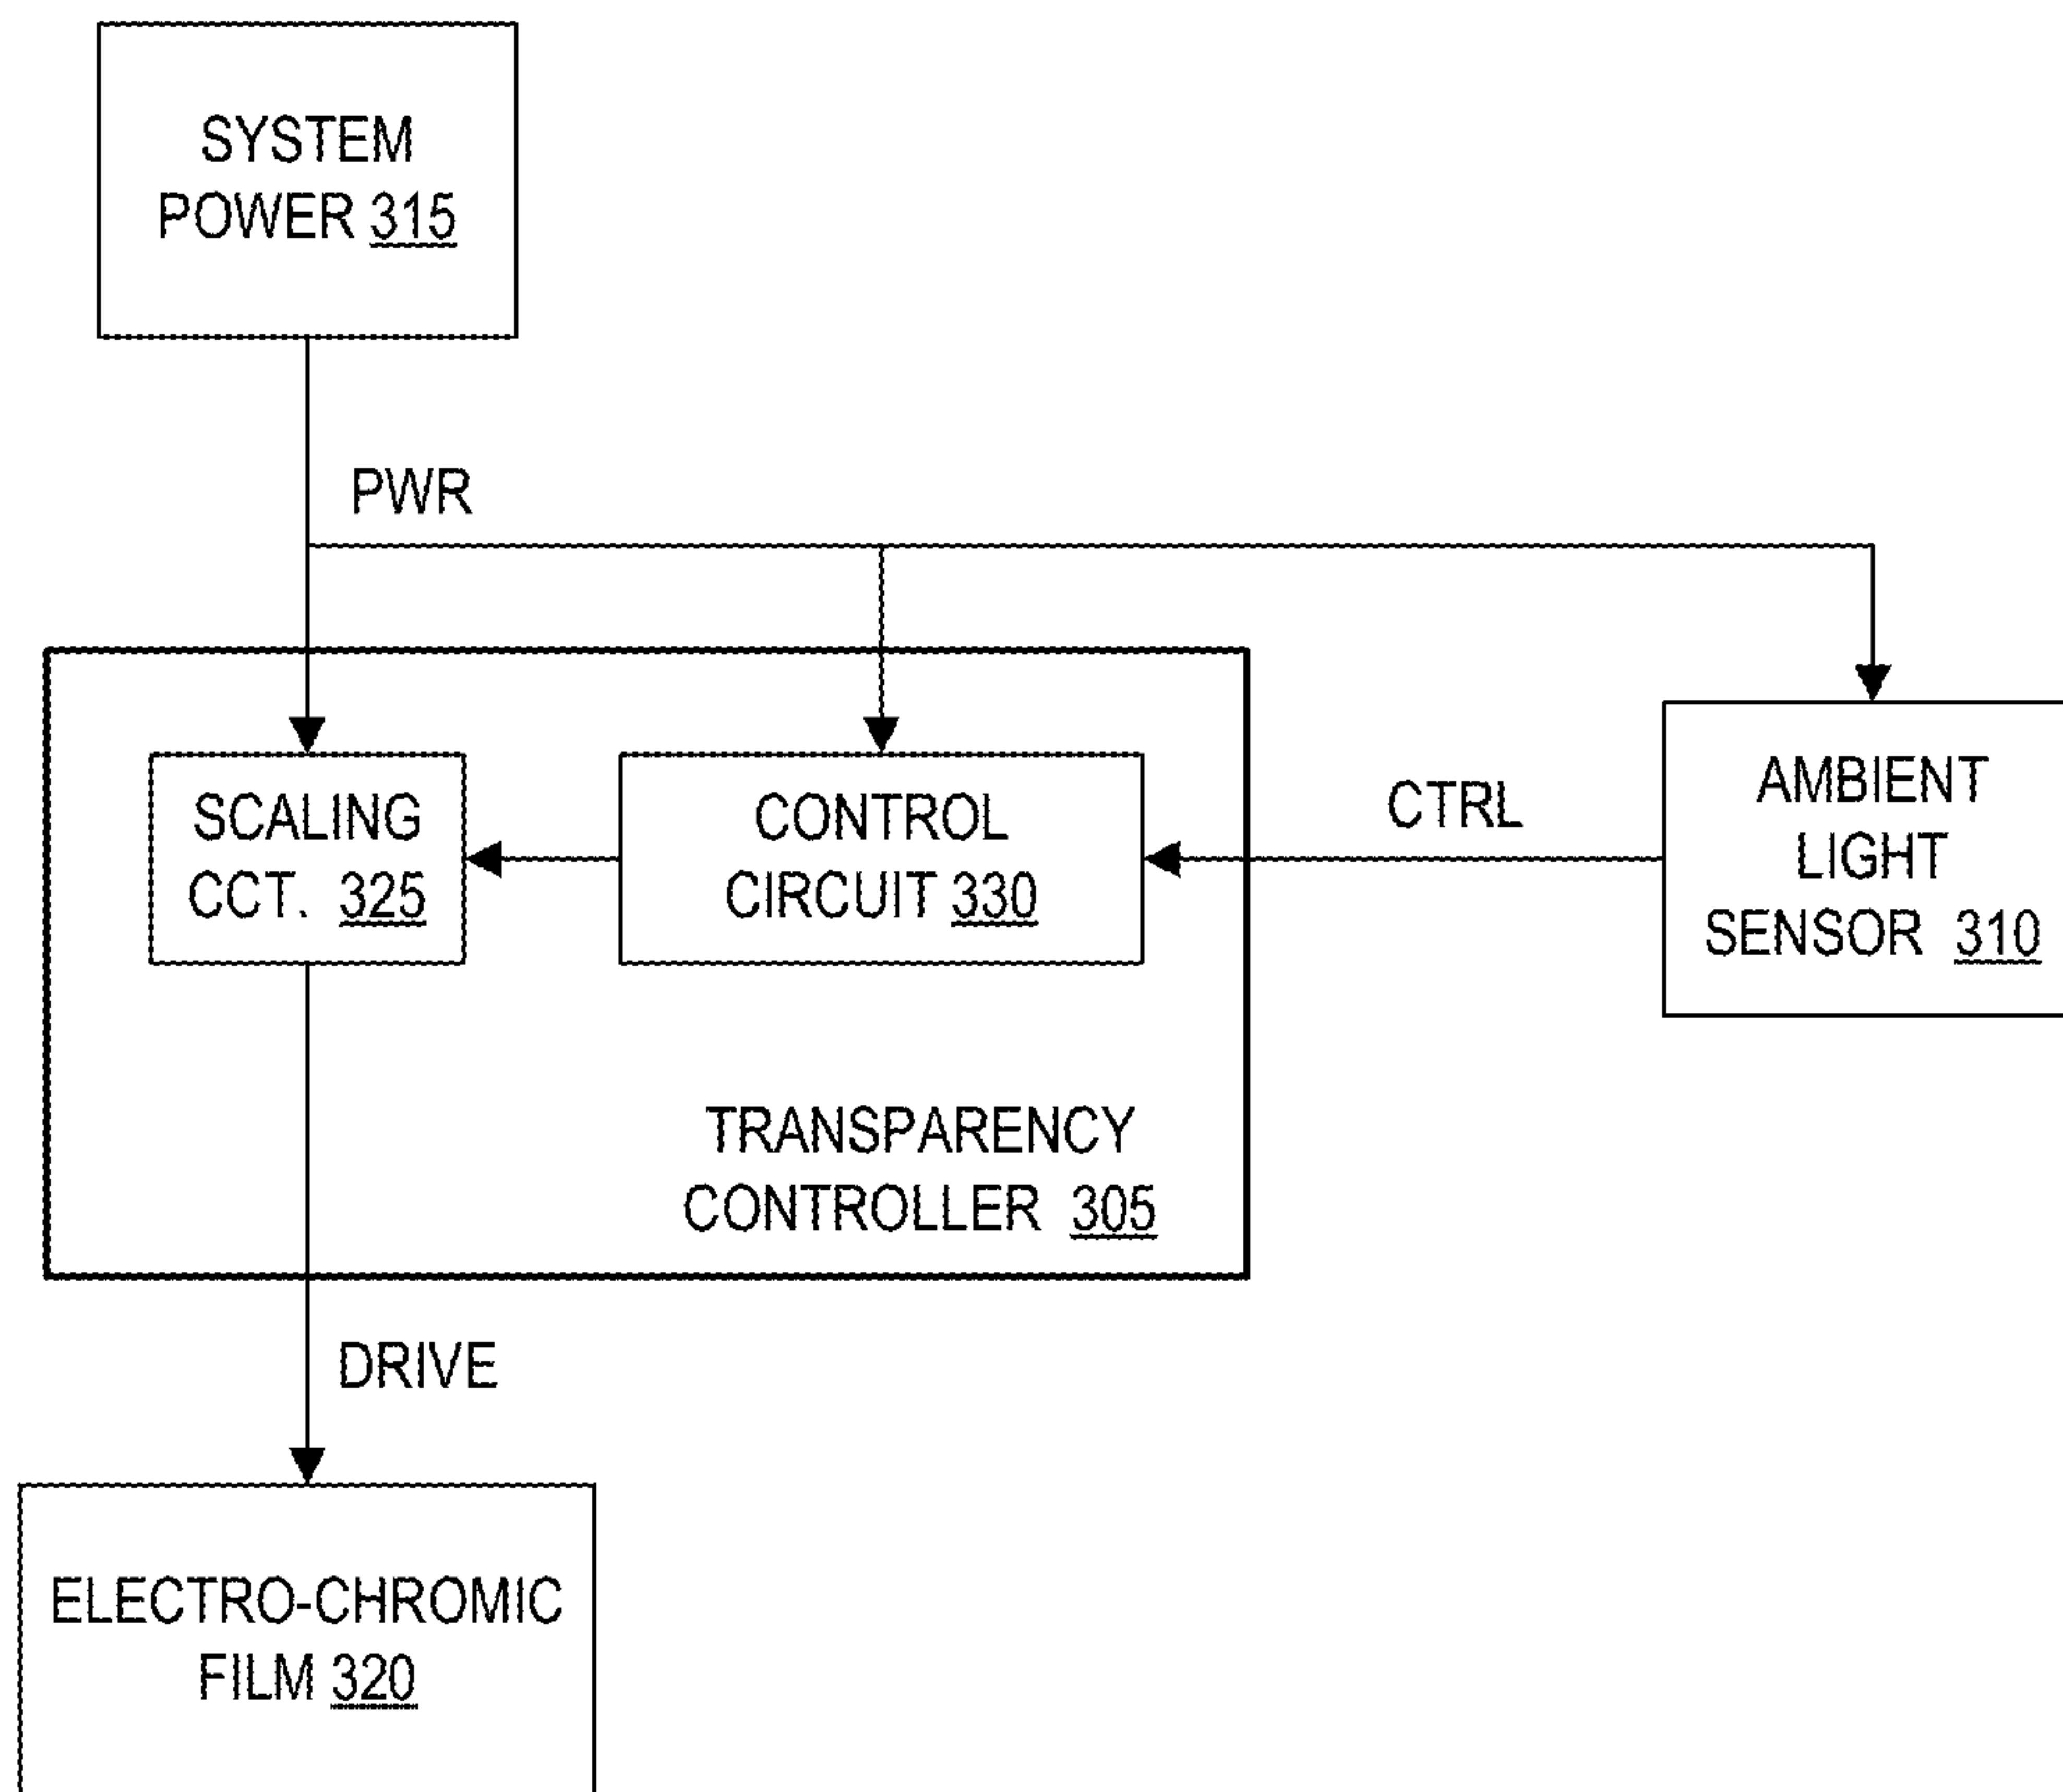 SYSTEM
POWER 315
PWR
SCALING
CCT. 325
CONTROL
CIRCUIT 330
CTRL
AMBIENT
LIGHT
SENSOR 310
TRANSPARENCY
CONTROLLER 305
DRIVE
ELECTRO-CHROMIC
FILM 320